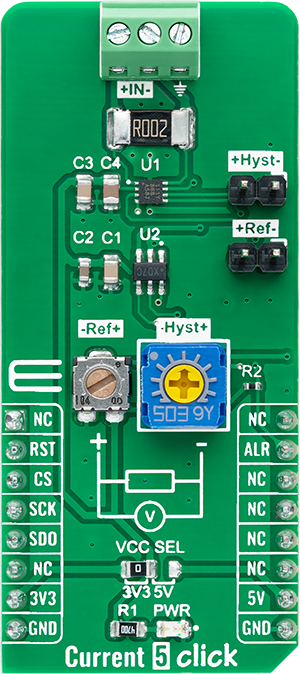 +IN-
R002
C3 C4 U1
+Hyst-
+Ref-
C2 C1 U2
-Ref+ -Hyst+
R2
503 9Y
NC NC
RST ALR
CS NC
SCK NC
SDO NC
NC NC
3V3 5V
GND GND
+ -
V
VCC SEL
0
3V3 5V
R1 PWR
4700
Current 5 click